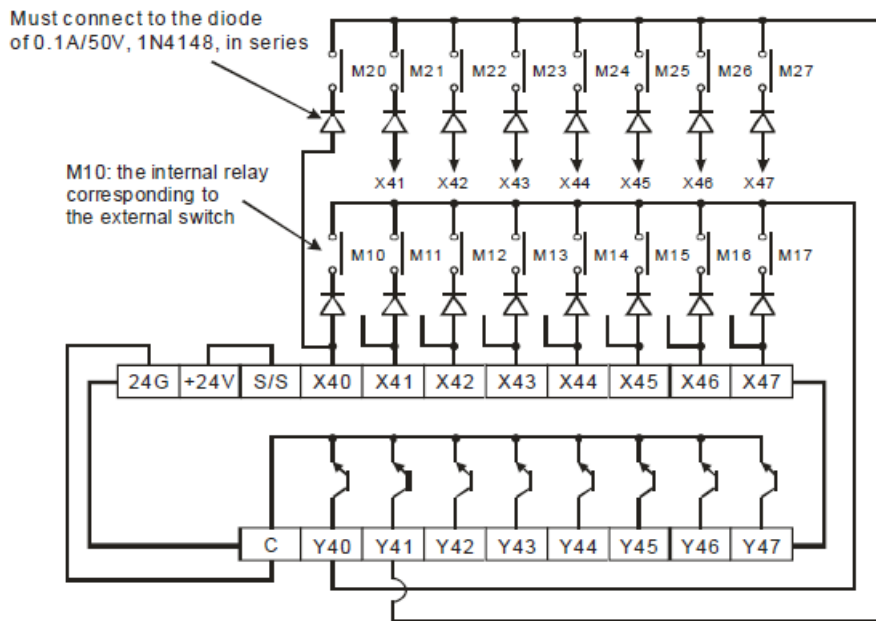 Must connect to the diode
of 0.1A/50V, 1N4148, in series
M20 M21 M22 M23 M24 M25 M26 M27
X41 X42 X43 X44 X45 X46 X47
M10: the internal relay
corresponding to
the external switch
M10 M11 M12 M13 M14 M15 M16 M17
24G +24V S/S X40 X41 X42 X43 X44 X45 X46 X47
C Y40 Y41 Y42 Y43 Y44 Y45 Y46 Y47